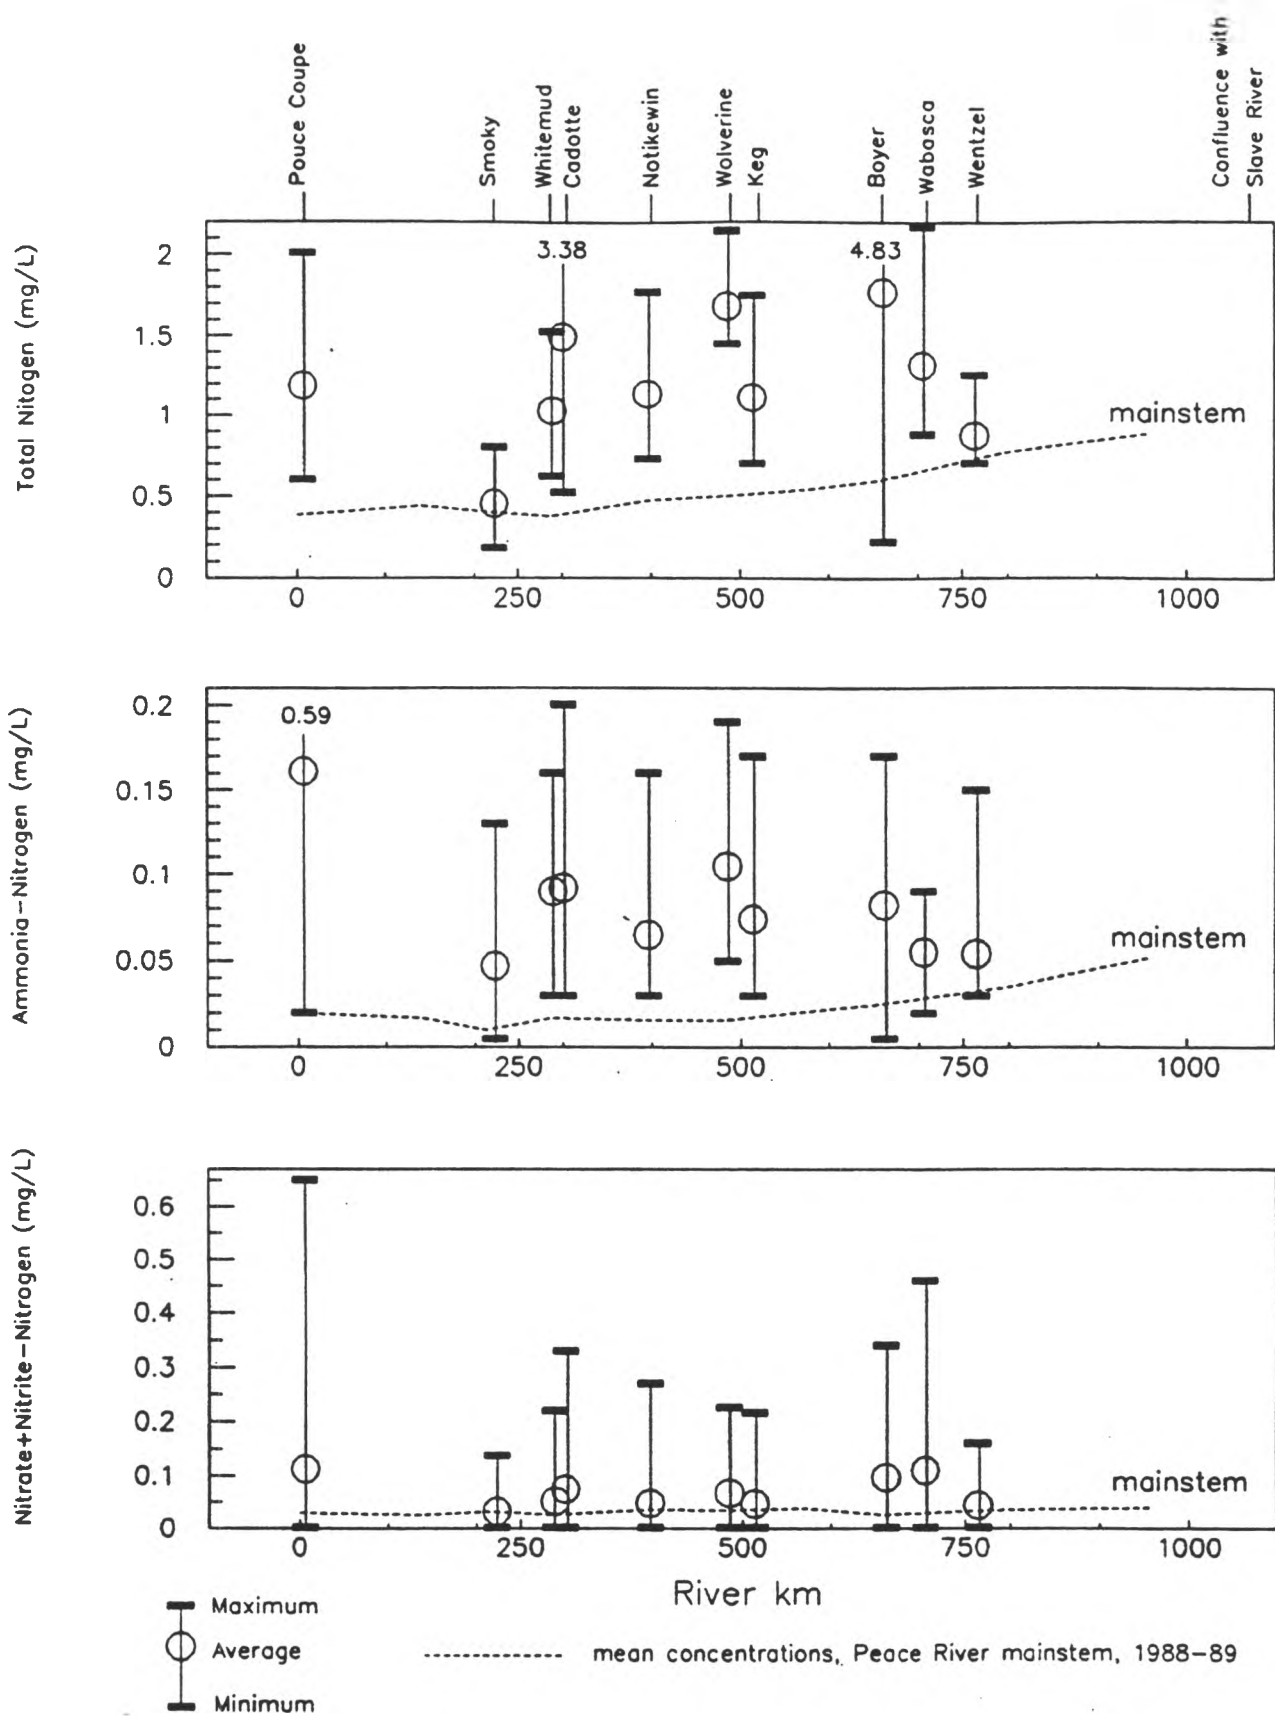 Pouce Coupe
Smoky
Whitemud
Cadotte
Notikewin
Wolverine
Keg
Boyer
Wabasca
Wentzel
Confluence with
Slave River
Total Nitogen (mg/L)
2
1.5
1
0.5
0
3.38
4.83
mainstem
0 250 500 750 1000
Ammonia-Nitrogen (mg/L)
0.2
0.15
0.1
0.05
0
0.59
mainstem
0 250 500 750 1000
Nitrate+Nitrite-Nitrogen (mg/L)
0.6
0.5
0.4
0.3
0.2
0.1
0
mainstem
0 250 500 750 1000
River km
Maximum
Average
Minimum
mean concentrations, Peace River mainstem, 1988-89